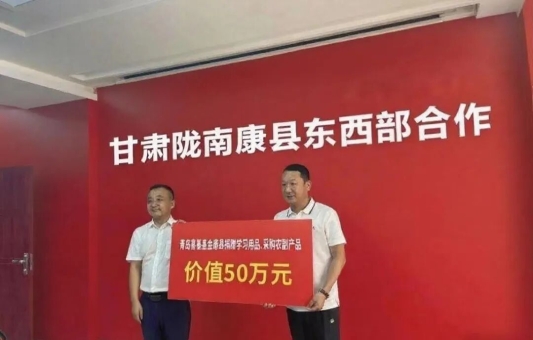 甘肃陇南康县东西部合作
青岛青基基金康县捐赠学习用品、采购农副产品
价值50万元